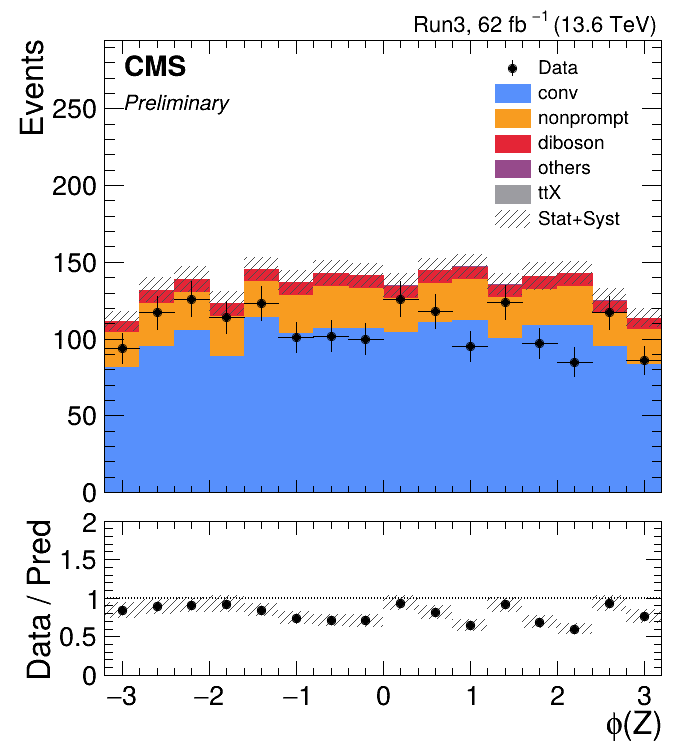 Run3, 62 fb⁻¹ (13.6 TeV)
CMS
Preliminary
Events
250
200
150
100
50
0
Data
conv
nonprompt
diboson
others
ttX
Stat+Syst
Data / Pred
2
1.5
1
0.5
0
−3 −2 −1 0 1 2 3
ϕ(Z)